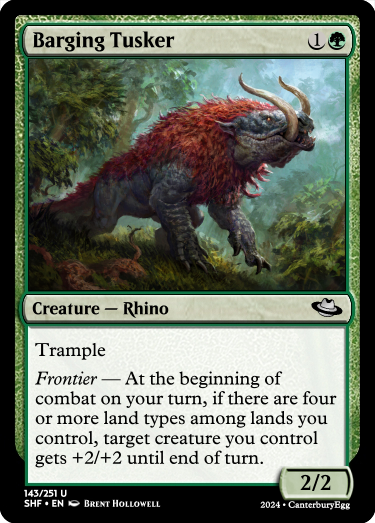 Barging Tusker 1
Creature — Rhino
Trample
Frontier — At the beginning of
combat on your turn, if there are four
or more land types among lands you
control, target creature you control
gets +2/+2 until end of turn.
2/2
143/251 U
SHF • EN Brent Hollowell
2024 • CanterburyEgg